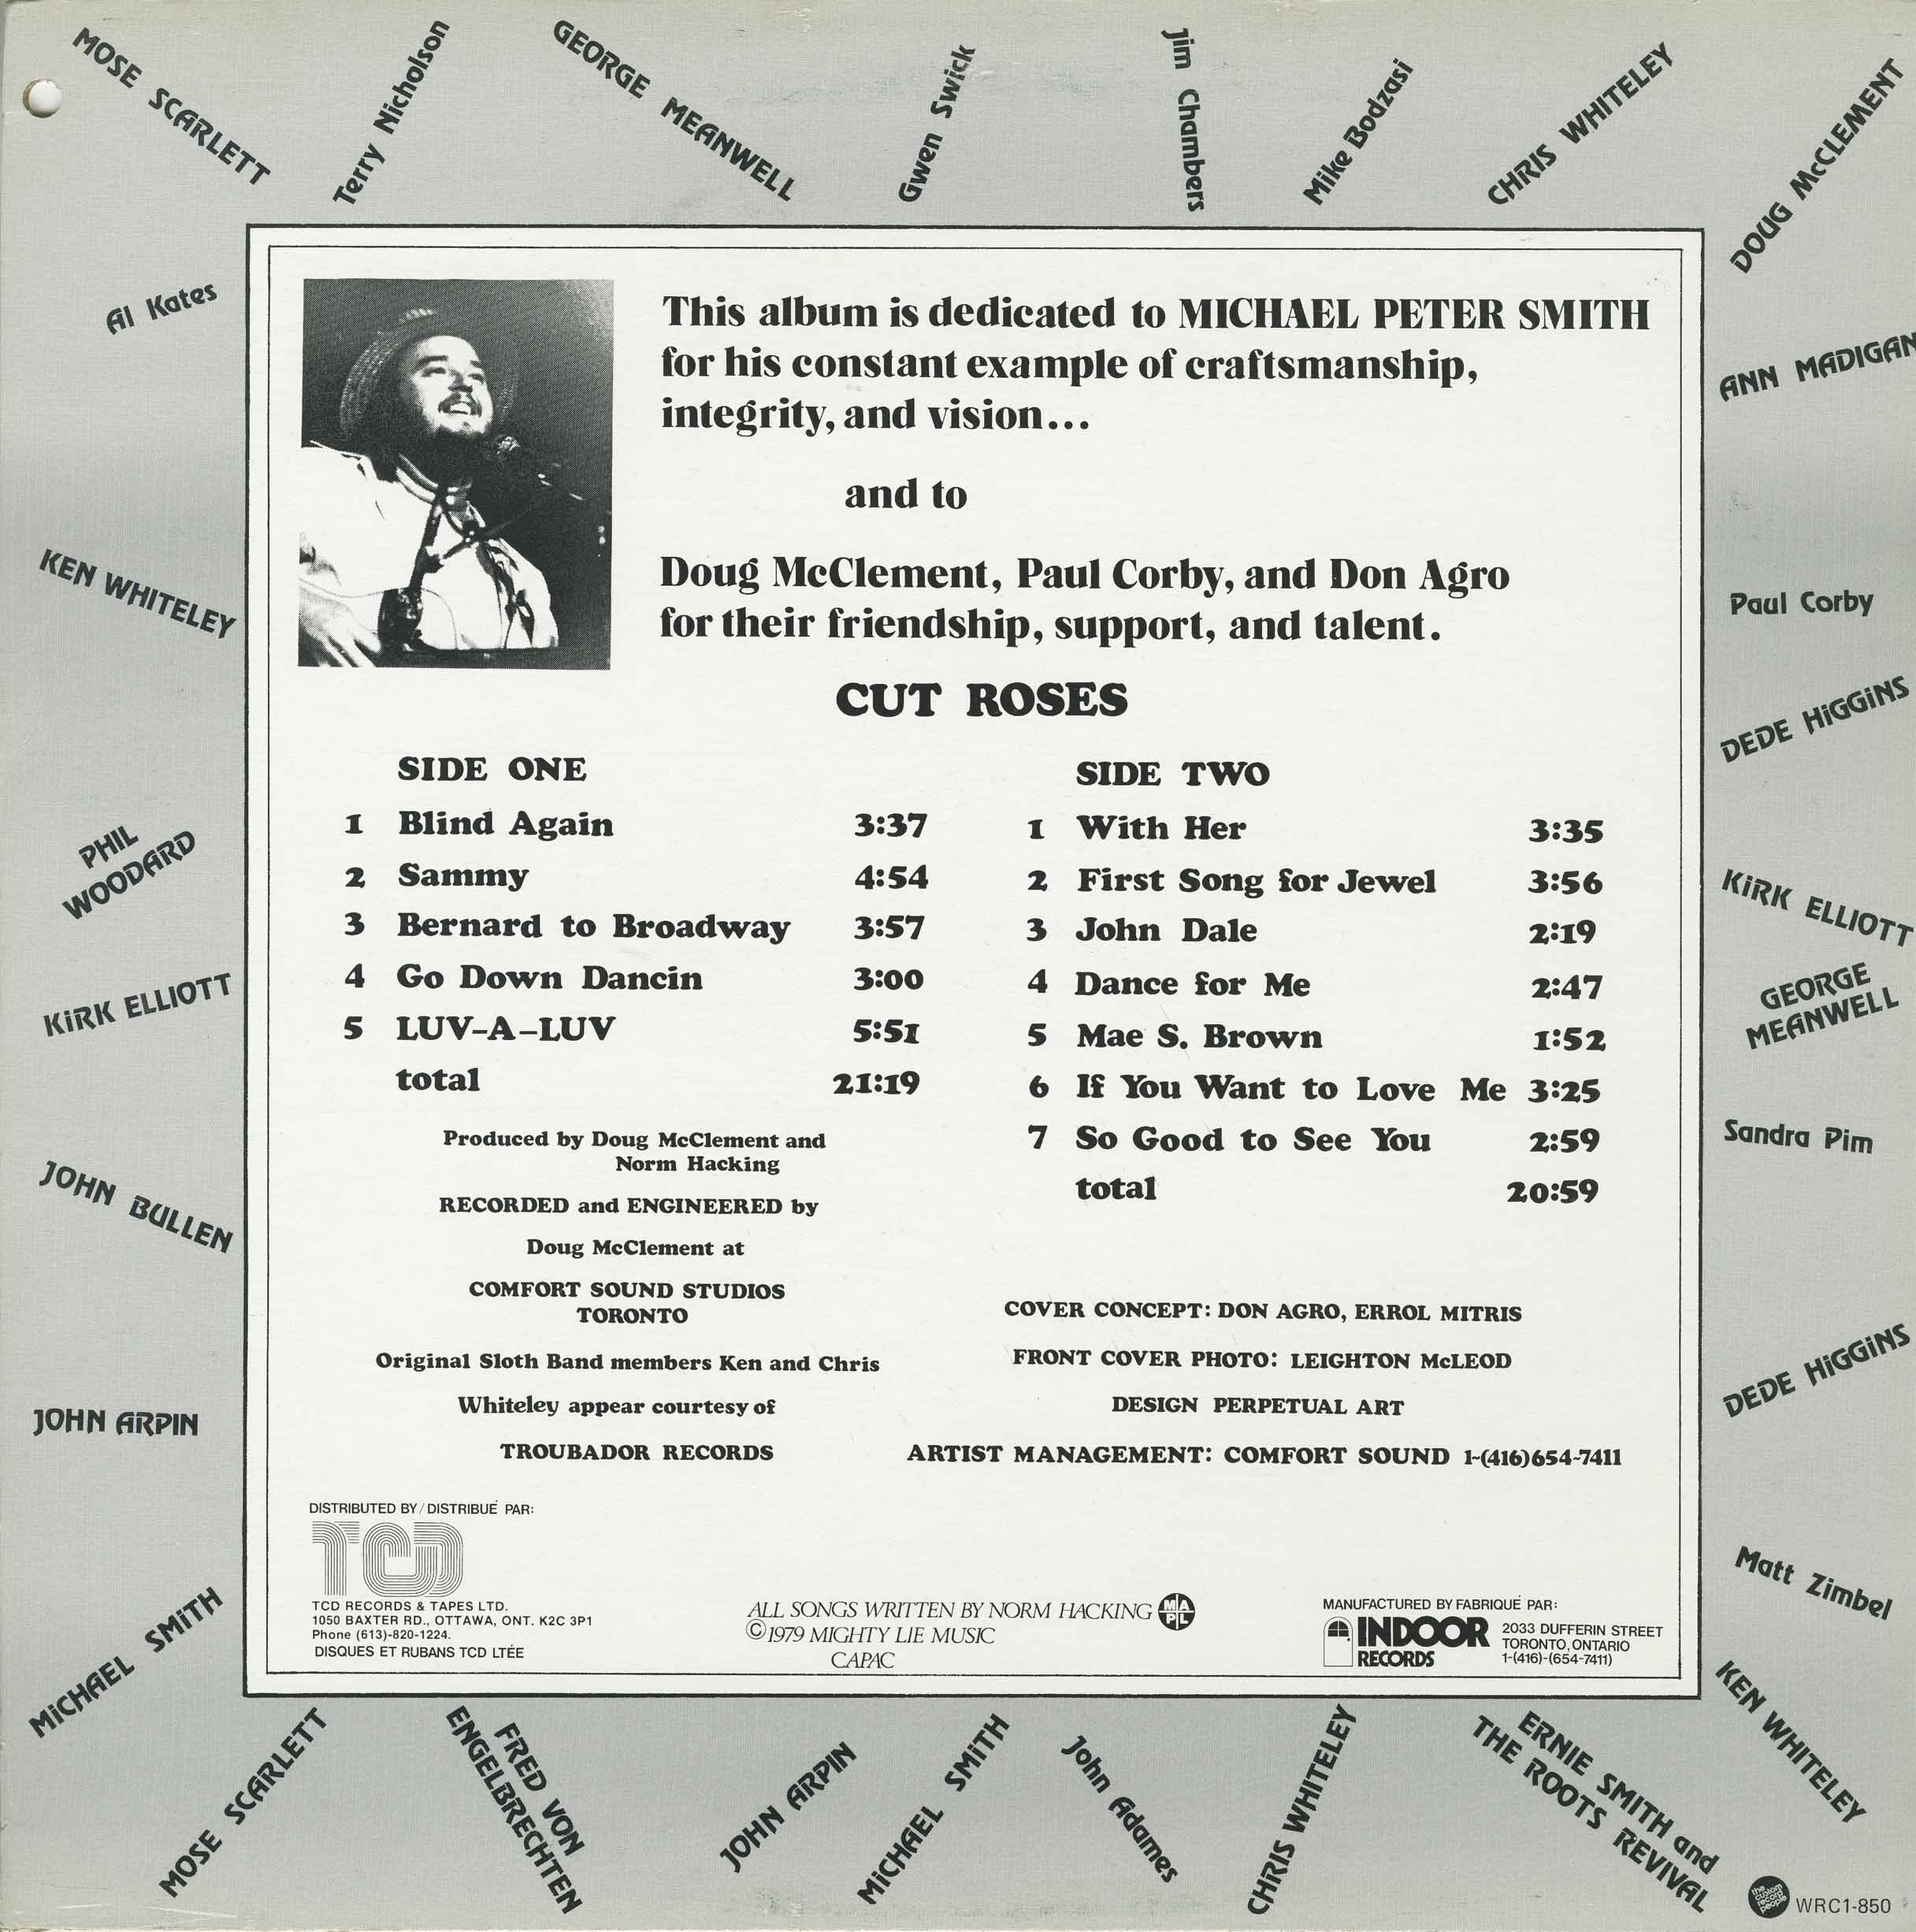 MOSE SCARLETT
Terry Nicholson
GEORGE MEANWELL
Gwen Swick
Jim Chambers
Mike Bodzasi
CHRIS WHITELEY
DOUG McCLEMENT
Al Kates
KEN WHITELEY
PHIL
WOODARD
KiRK ELLIOTT
JOHN BULLEN
JOHN ARPIN
MiCHAEL SMiTH
This album is dedicated to MICHAEL PETER SMITH
for his constant example of craftsmanship,
integrity, and vision...
and to
Doug McClement, Paul Corby, and Don Agro
for their friendship, support, and talent.
CUT ROSES
SIDE ONE
1 Blind Again 3:37
2 Sammy 4:54
3 Bernard to Broadway 3:57
4 Go Down Dancin 3:00
5 LUV-A-LUV 5:51
total 21:19
Produced by Doug McClement and
Norm Hacking
RECORDED and ENGINEERED by
Doug McClement at
COMFORT SOUND STUDIOS
TORONTO
Original Sloth Band members Ken and Chris
Whiteley appear courtesy of
TROUBADOR RECORDS
SIDE TWO
1 With Her 3:35
2 First Song for Jewel 3:56
3 John Dale 2:19
4 Dance for Me 2:47
5 Mae S. Brown 1:52
6 If You Want to Love Me 3:25
7 So Good to See You 2:59
total 20:59
COVER CONCEPT: DON AGRO, ERROL MITRIS
FRONT COVER PHOTO: LEIGHTON McLEOD
DESIGN PERPETUAL ART
ARTIST MANAGEMENT: COMFORT SOUND 1-(416)654-7411
DISTRIBUTED BY / DISTRIBUÉ PAR:
TCD
TCD RECORDS & TAPES LTD.
1050 BAXTER RD., OTTAWA, ONT. K2C 3P1
Phone (613)-820-1224.
DISQUES ET RUBANS TCD LTÉE
ALL SONGS WRITTEN BY NORM HACKING
MAPL
©1979 MIGHTY LIE MUSIC
CAPAC
MANUFACTURED BY FABRIQUÉ PAR:
INDOOR
RECORDS
2033 DUFFERIN STREET
TORONTO, ONTARIO
1-(416)-(654-7411)
ANN MADIGAN
Paul Corby
DEDE HiGGiNS
KiRK ELLIOTT
GEORGE
MEANWELL
Sandra Pim
DEDE HiGGiNS
Matt Zimbel
KEN WHITELEY
MOSE SCARLETT
FRED VON
ENGELBRECHTEN
JOHN ARPIN
MiCHAEL SMiTH
John Adames
CHRIS WHITELEY
ERNIE SMITH and
THE ROOTS REVIVAL
the
custom
record
people
WRC1-850